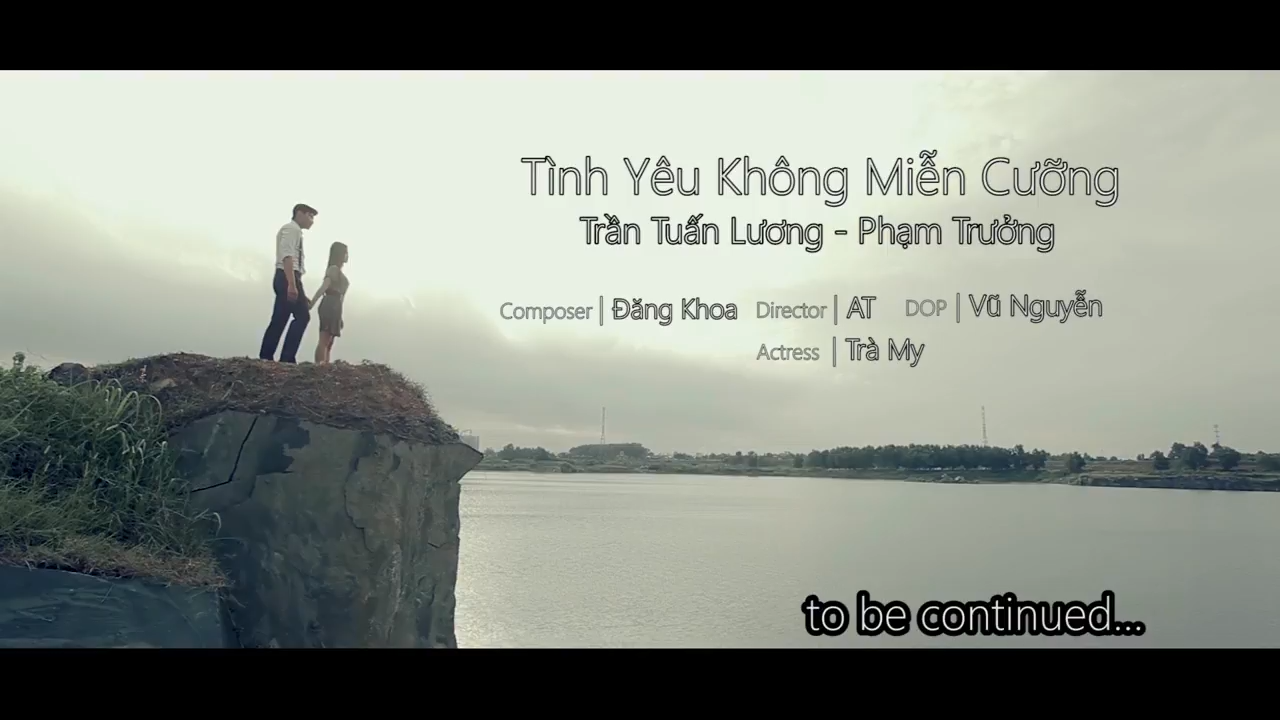 Tình Yêu Không Miễn Cưỡng
Trần Tuấn Lương - Phạm Trưởng
Composer | Đăng Khoa Director | AT DOP | Vũ Nguyễn
Actress | Trà My
to be continued...